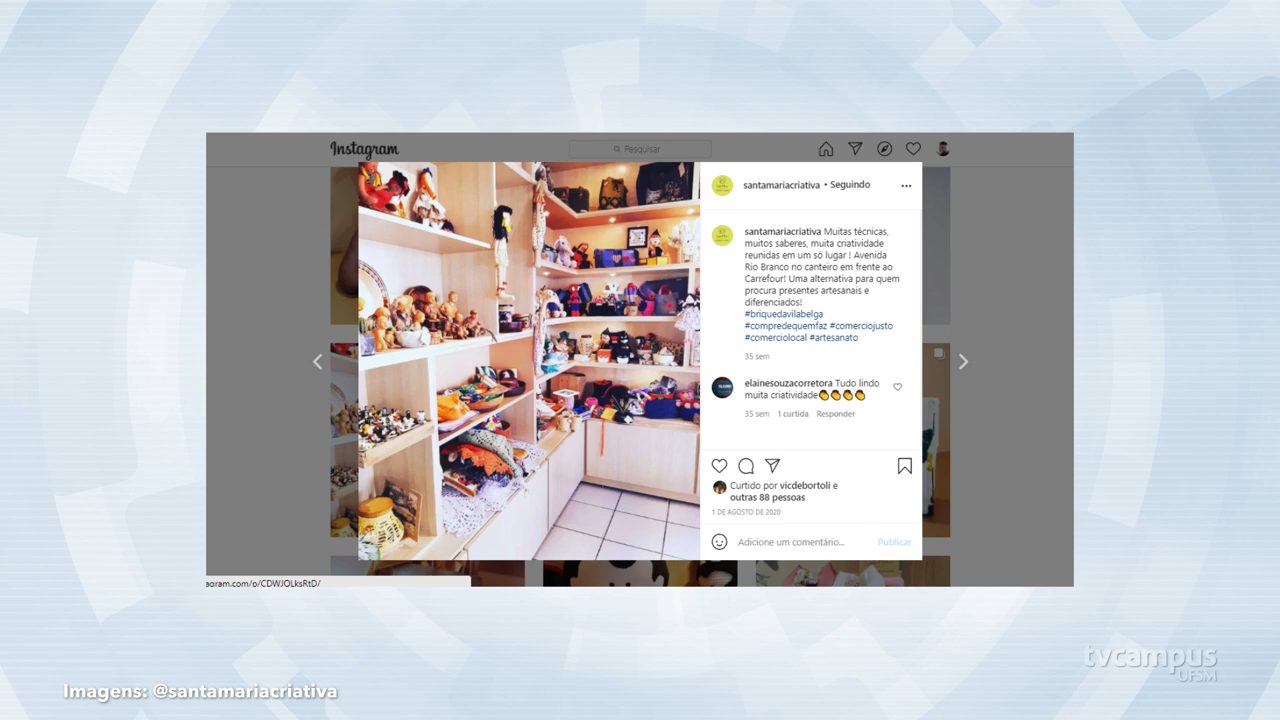 Instagram
Pesquisar
santamariacriativa • Seguindo
santamariacriativa Muitas técnicas,
muitos saberes, muita criatividade
reunidas em um só lugar ! Avenida
Rio Branco no canteiro em frente ao
Carrefour! Uma alternativa para quem
procura presentes artesanais e
diferenciados!
#briquedavilabelga
#compredequemfaz #comerciojusto
#comerciolocal #artesanato
35 sem
elainesouzacorretora Tudo lindo
muita criatividade👏👏👏👏
35 sem 1 curtida Responder
Curtido por vicdebortoli e
outras 88 pessoas
1 DE AGOSTO DE 2020
Adicione um comentário... Publicar
agram.com/p/CDWJOLksRtD/
tvcampus
UFSM
Imagens: @santamariacriativa